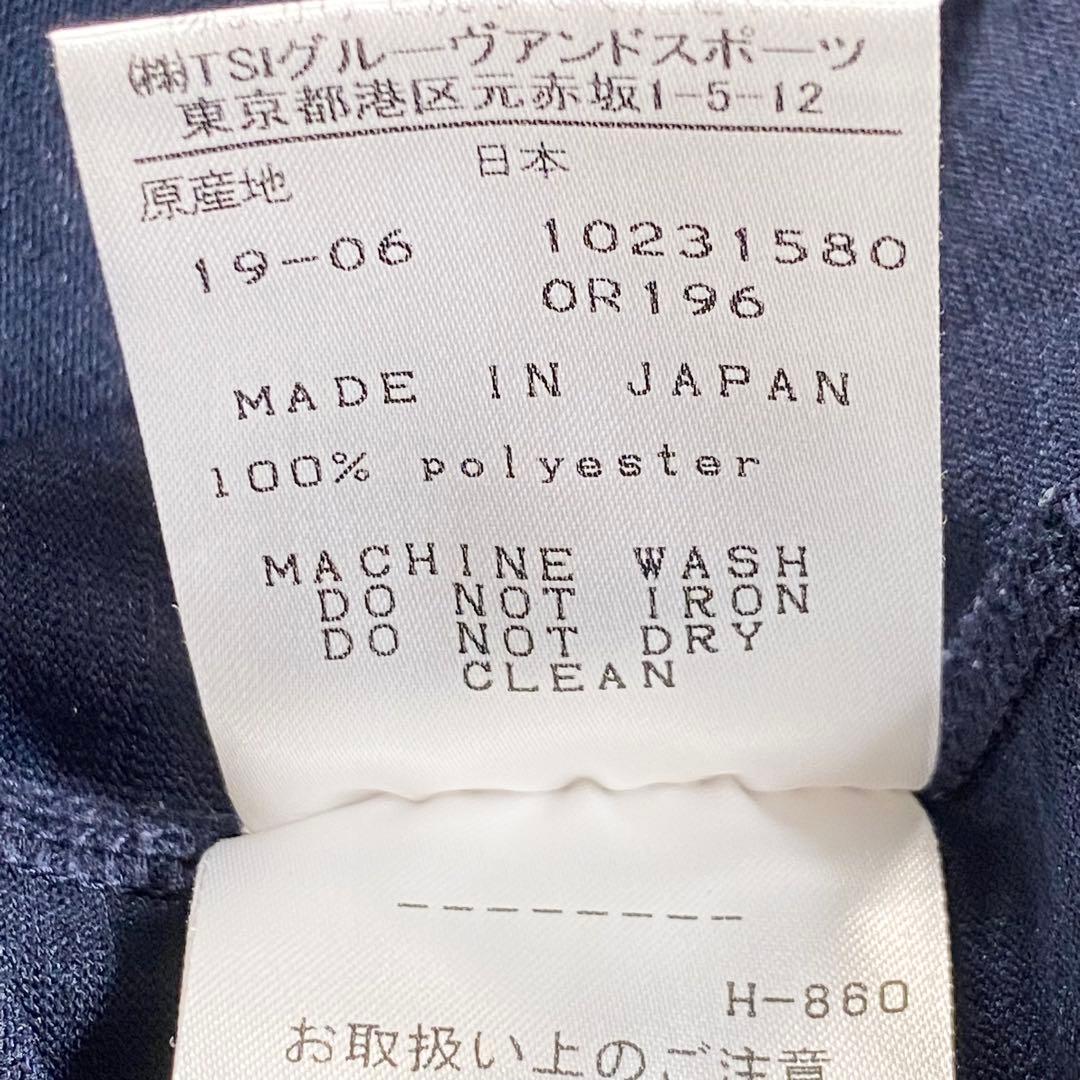 ㈱TSIグルーヴアンドスポーツ
東京都港区元赤坂1-5-12
原産地 日本
19-06 10231580
OR196
MADE IN JAPAN
100% polyester
MACHINE WASH
DO NOT IRON
DO NOT DRY
CLEAN
--------
H-860
お取扱い上のご注意